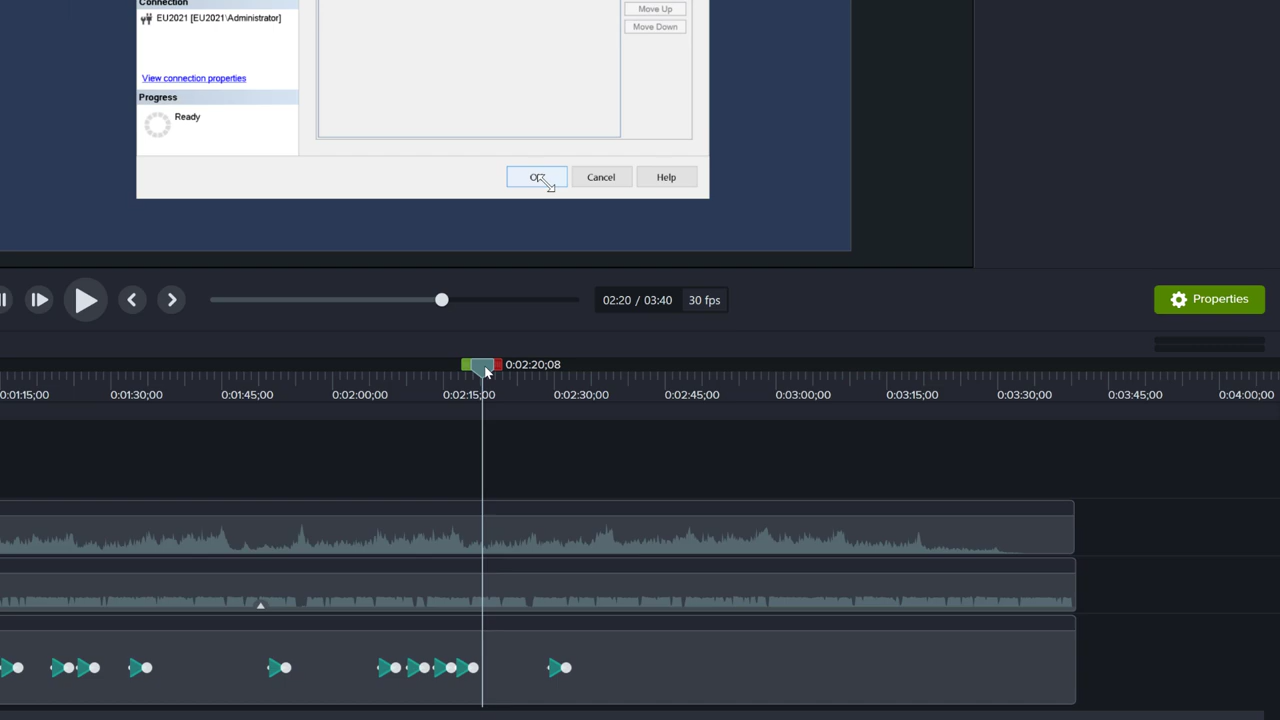 Connection
EU2021 [EU2021\Administrator]
Move Up
Move Down
View connection properties
Progress
Ready
Cancel
Help
02:20 / 03:40
30 fps
Properties
0:02:20;08
0:01:15;00
0:01:30;00
0:01:45;00
0:02:00;00
0:02:15;00
0:02:30;00
0:02:45;00
0:03:00;00
0:03:15;00
0:03:30;00
0:03:45;00
0:04:00;00